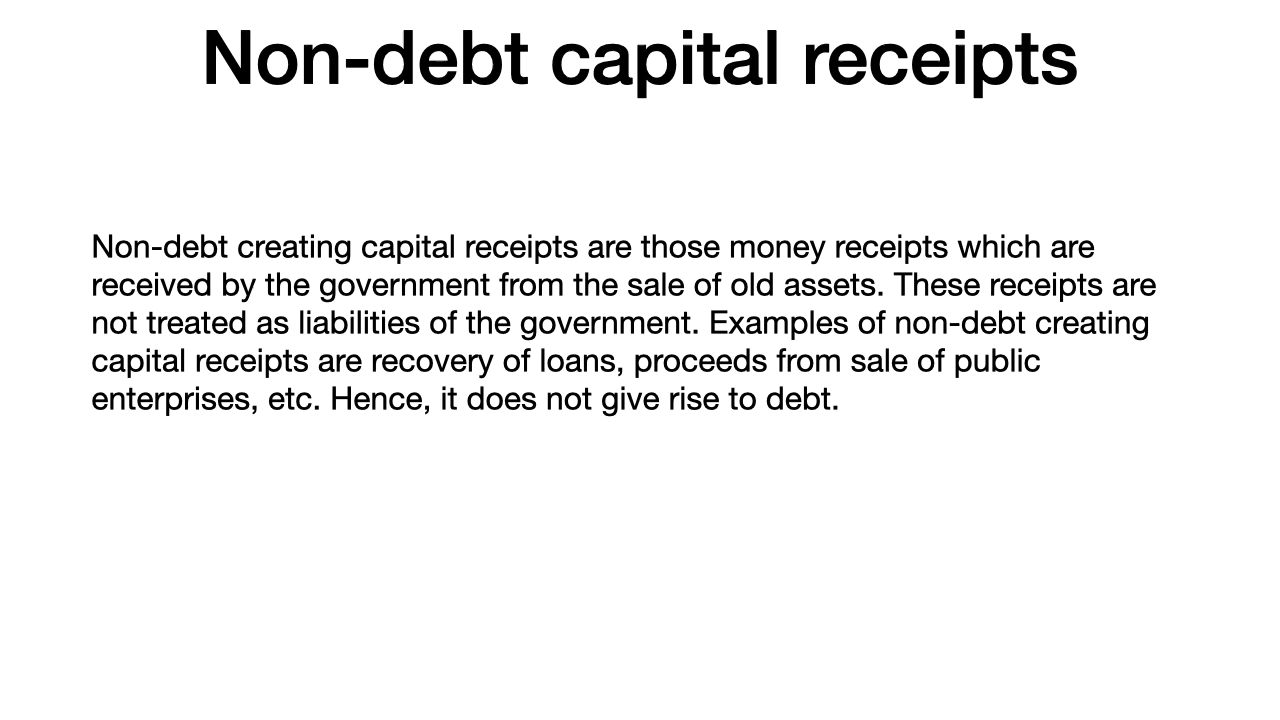 Non-debt capital receipts
Non-debt creating capital receipts are those money receipts which are
received by the government from the sale of old assets. These receipts are
not treated as liabilities of the government. Examples of non-debt creating
capital receipts are recovery of loans, proceeds from sale of public
enterprises, etc. Hence, it does not give rise to debt.